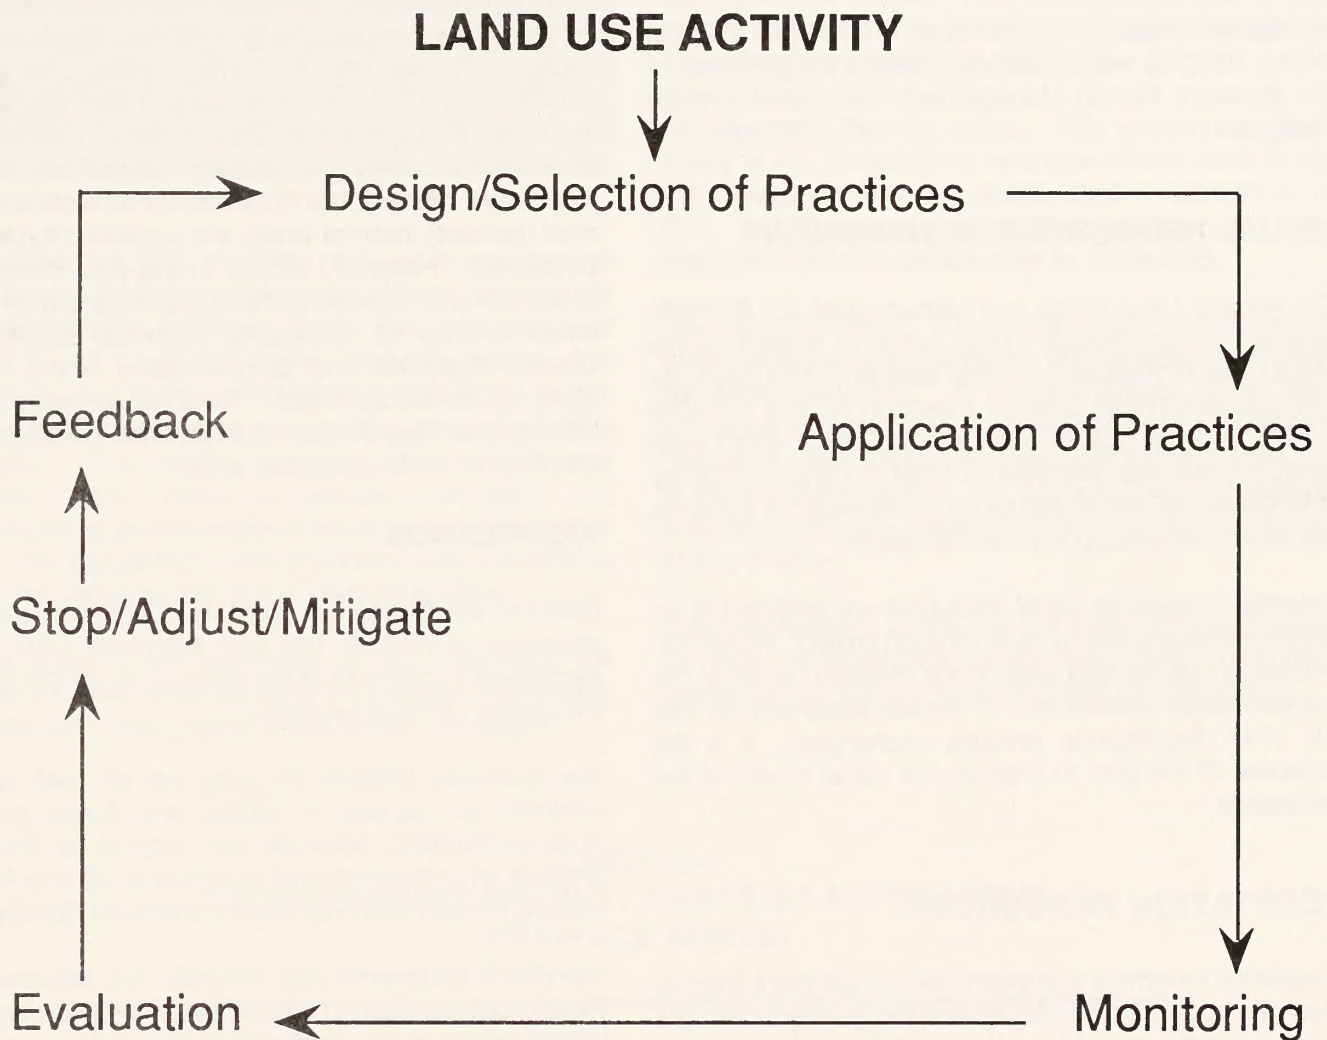 LAND USE ACTIVITY
Design/Selection of Practices
Feedback
Application of Practices
Stop/Adjust/Mitigate
Evaluation
Monitoring